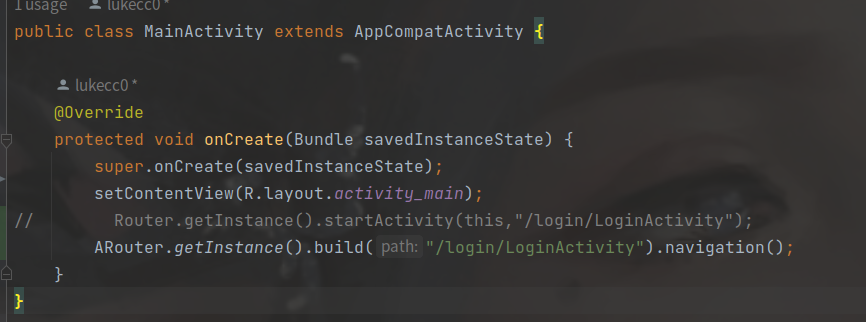 1 usage lukecc0 *
public class MainActivity extends AppCompatActivity {
lukecc0 *
@Override
protected void onCreate(Bundle savedInstanceState) {
super.onCreate(savedInstanceState);
setContentView(R.layout.activity_main);
// Router.getInstance().startActivity(this,"/login/LoginActivity");
ARouter.getInstance().build( path: "/login/LoginActivity").navigation();
}
}